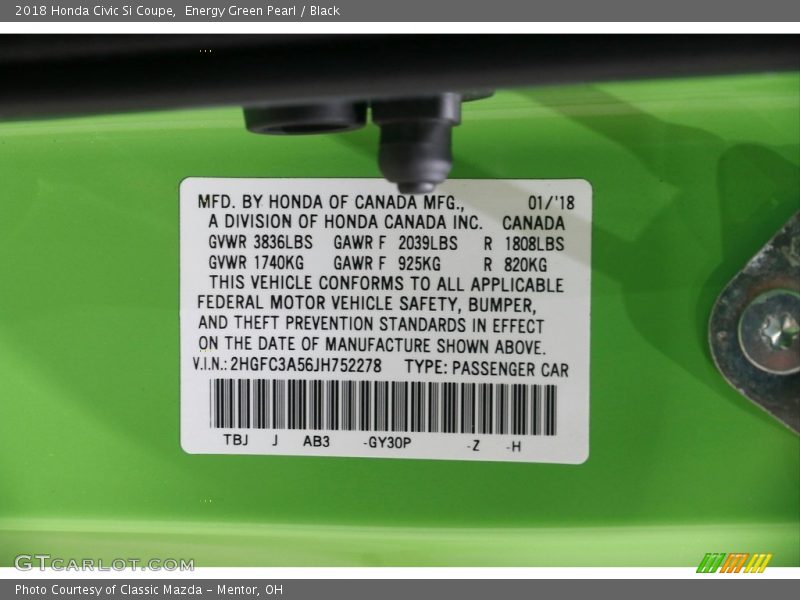 2018 Honda Civic Si Coupe, Energy Green Pearl / Black
MFD. BY HONDA OF CANADA MFG., 01/'18
A DIVISION OF HONDA CANADA INC. CANADA
GVWR 3836LBS GAWR F 2039LBS R 1808LBS
GVWR 1740KG GAWR F 925KG R 820KG
THIS VEHICLE CONFORMS TO ALL APPLICABLE
FEDERAL MOTOR VEHICLE SAFETY, BUMPER,
AND THEFT PREVENTION STANDARDS IN EFFECT
ON THE DATE OF MANUFACTURE SHOWN ABOVE.
V.I.N.: 2HGFC3A56JH752278 TYPE: PASSENGER CAR
TBJ J AB3 -GY30P -Z -H
GTCARLOT.COM
Photo Courtesy of Classic Mazda - Mentor, OH